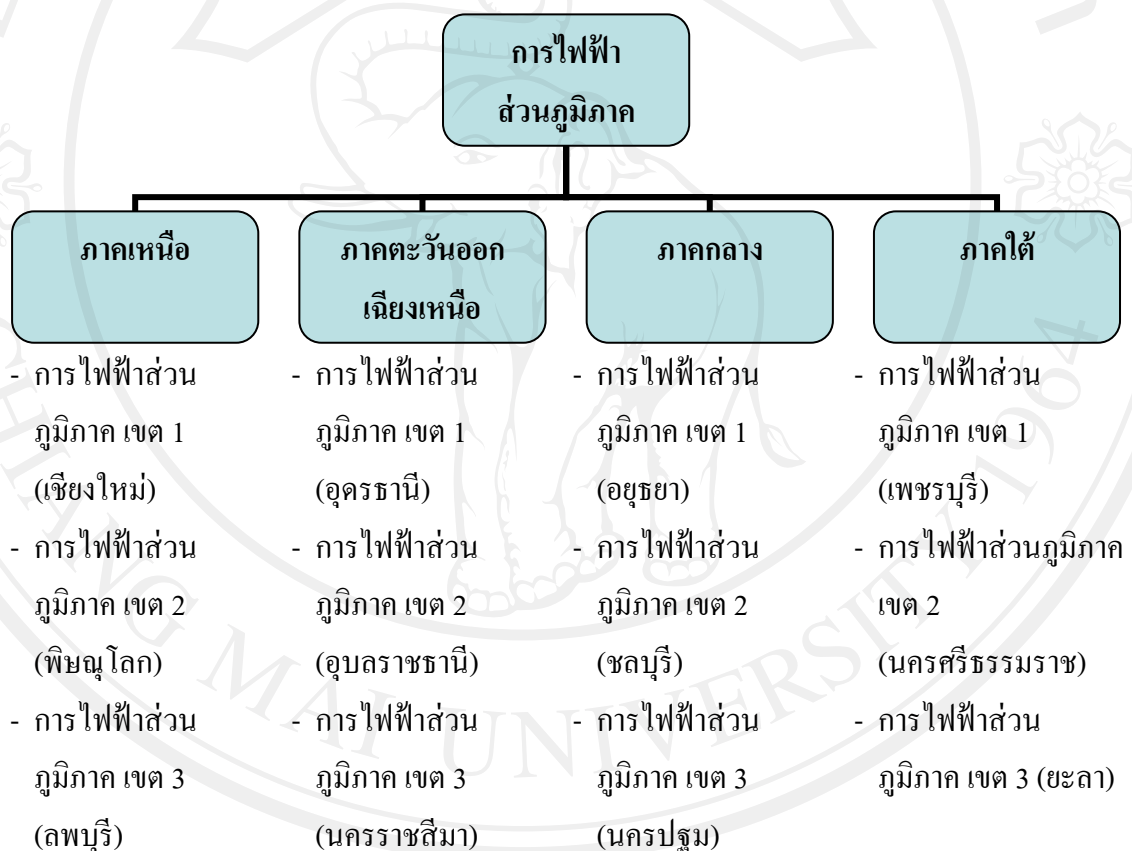 การไฟฟ้า
ส่วนภูมิภาค
ภาคเหนือ
- การไฟฟ้าส่วน
ภูมิภาค เขต 1
(เชียงใหม่)
- การไฟฟ้าส่วน
ภูมิภาค เขต 2
(พิษณุโลก)
- การไฟฟ้าส่วน
ภูมิภาค เขต 3
(ลพบุรี)
ภาคตะวันออก
เฉียงเหนือ
- การไฟฟ้าส่วน
ภูมิภาค เขต 1
(อุดรธานี)
- การไฟฟ้าส่วน
ภูมิภาค เขต 2
(อุบลราชธานี)
- การไฟฟ้าส่วน
ภูมิภาค เขต 3
(นครราชสีมา)
ภาคกลาง
- การไฟฟ้าส่วน
ภูมิภาค เขต 1
(อยุธยา)
- การไฟฟ้าส่วน
ภูมิภาค เขต 2
(ชลบุรี)
- การไฟฟ้าส่วน
ภูมิภาค เขต 3
(นครปฐม)
ภาคใต้
- การไฟฟ้าส่วน
ภูมิภาค เขต 1
(เพชรบุรี)
- การไฟฟ้าส่วนภูมิภาค
เขต 2
(นครศรีธรรมราช)
- การไฟฟ้าส่วน
ภูมิภาค เขต 3 (ยะลา)
HIANG MAI UNIVERSITY 1964